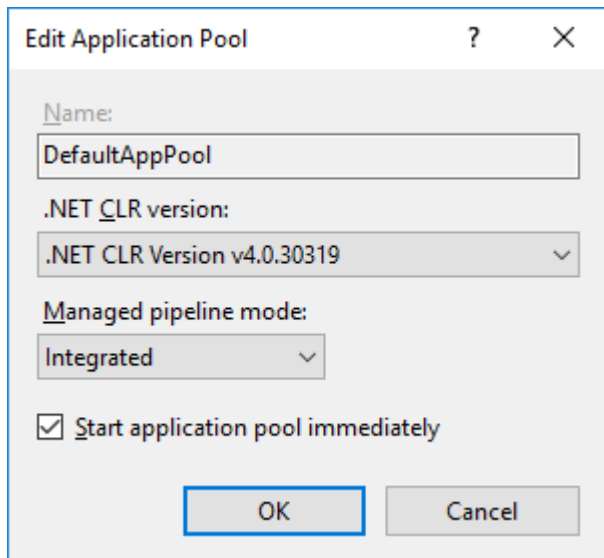 Edit Application Pool ?
Name:
DefaultAppPool
.NET CLR version:
.NET CLR Version v4.0.30319
Managed pipeline mode:
Integrated
Start application pool immediately
OK Cancel